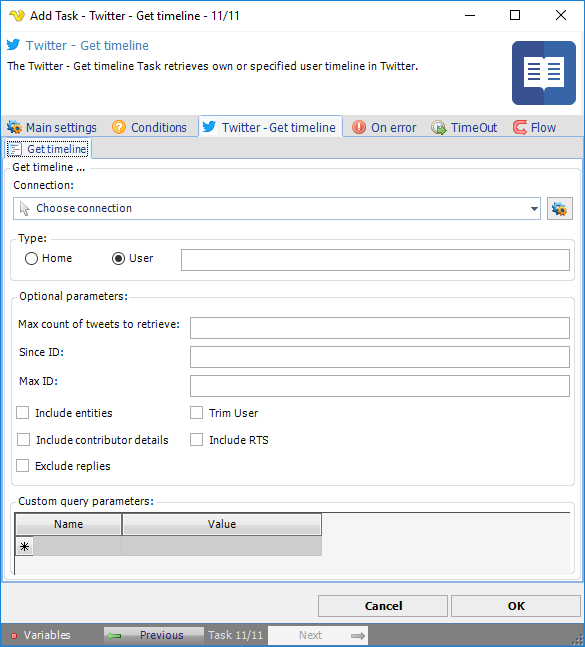 Add Task - Twitter - Get timeline - 11/11
Twitter - Get timeline
The Twitter - Get timeline Task retrieves own or specified user timeline in Twitter.
Main settings Conditions Twitter - Get timeline On error TimeOut Flow
Get timeline
Get timeline ...
Connection:
Choose connection
Type:
Home User
Optional parameters:
Max count of tweets to retrieve:
Since ID:
Max ID:
Include entities Trim User
Include contributor details Include RTS
Exclude replies
Custom query parameters:
Name Value
Cancel OK
Variables Previous Task 11/11 Next